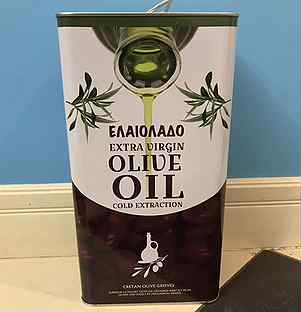 ΕΛΑΙΟΛΑΔΟ
EXTRA VIRGIN
OLIVE
OIL
COLD EXTRACTION
CRETAN OLIVE GROVES